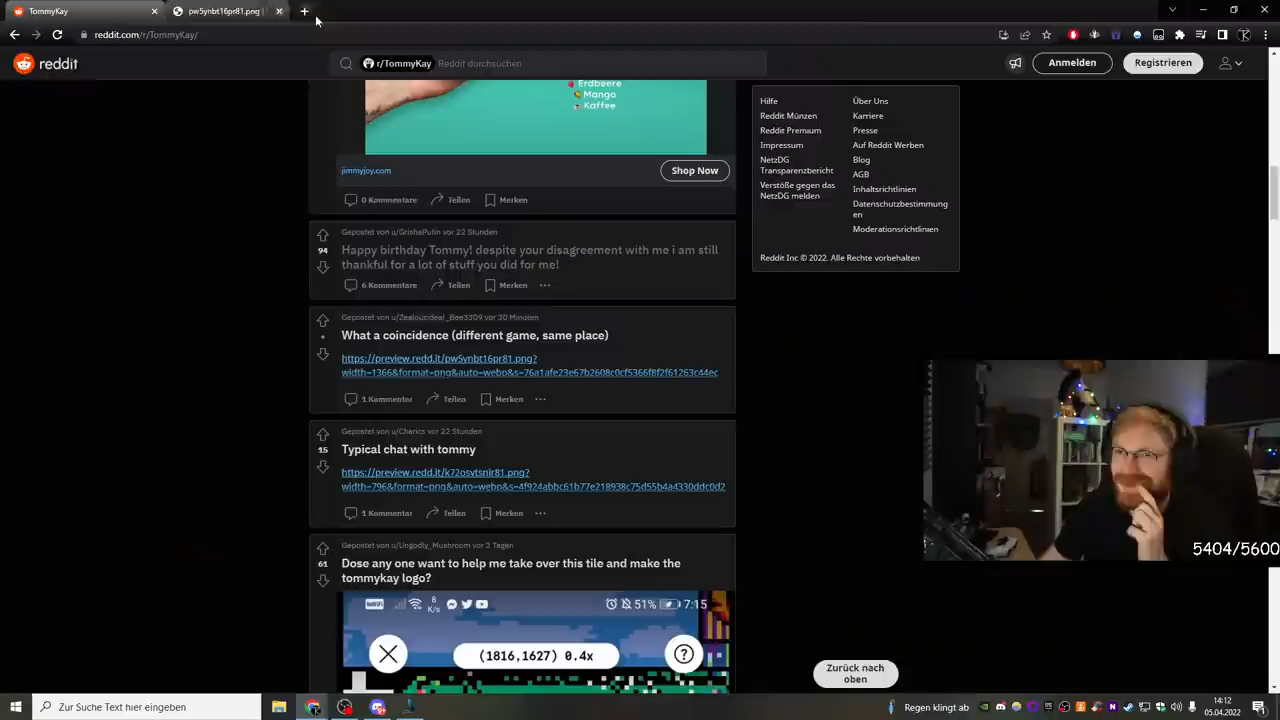 TommyKay
pw5ynbt16pr81.png
reddit.com/r/TommyKay/
reddit
r/TommyKay
Reddit durchsuchen
Anmelden
Registrieren
Erdbeere
Mango
Kaffee
jimmyjoy.com
Shop Now
0 Kommentare
Teilen
Merken
Gepostet von u/GrishaPutin vor 22 Stunden
94
Happy birthday Tommy! despite your disagreement with me i am still
thankful for a lot of stuff you did for me!
6 Kommentare
Teilen
Merken
Gepostet von u/ZealousIdeal_Bee3309 vor 30 Minuten
What a coincidence (different game, same place)
https://preview.redd.it/pw5ynbt16pr81.png?
width=1366&format=png&auto=webp&s=76a1afe23e67b2608c0cf5366f8f2f61263c44ec
1 Kommentar
Teilen
Merken
Gepostet von u/Charics vor 22 Stunden
15
Typical chat with tommy
https://preview.redd.it/k72osvtsnir81.png?
width=796&format=png&auto=webp&s=4f924abbc61b77e218938c75d55b4a4330ddc0d2
1 Kommentar
Teilen
Merken
Gepostet von u/Ungodly_Mushroom vor 2 Tagen
61
Dose any one want to help me take over this tile and make the
tommykay logo?
8
K/s
51%
7:15
(1816,1627) 0.4x
Hilfe
Reddit Münzen
Reddit Premium
Impressum
NetzDG
Transparenzbericht
Verstöße gegen das
NetzDG melden
Über Uns
Karriere
Presse
Auf Reddit Werben
Blog
AGB
Inhaltsrichtlinien
Datenschutzbestimmung
en
Moderationsrichtlinien
Reddit Inc © 2022. Alle Rechte vorbehalten
5404/5600
Zurück nach
oben
Zur Suche Text hier eingeben
Regen klingt ab
14:12
05.04.2022